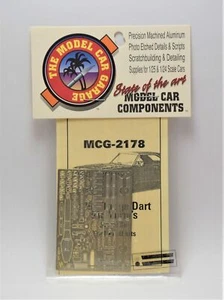 THE MODEL CAR GARAGE
Precision Machined Aluminum
Photo Etched Details & Scripts
Scratchbuilding & Detailing
Supplies for 1/25 & 1/24 Scale Cars
State of the art
MODEL CAR
COMPONENTS
MCG-2178
Dart